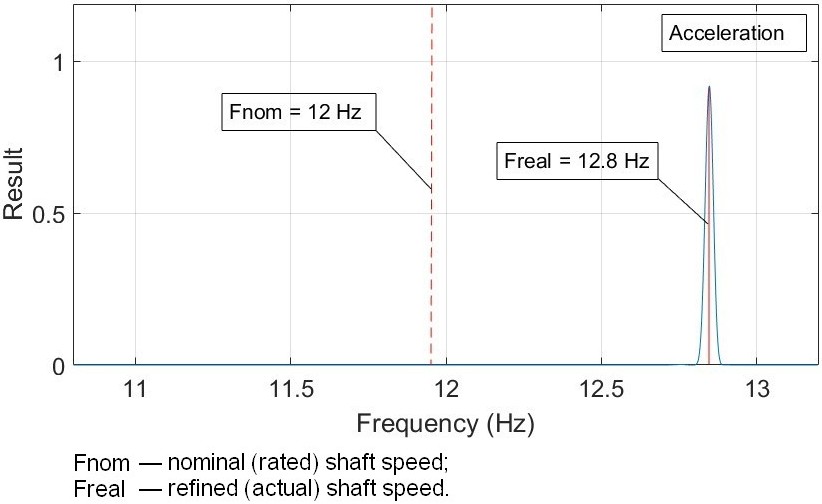 Acceleration
1
Fnom = 12 Hz
Freal = 12.8 Hz
Result
0.5
0
11 11.5 12 12.5 13
Frequency (Hz)
Fnom — nominal (rated) shaft speed;
Freal — refined (actual) shaft speed.